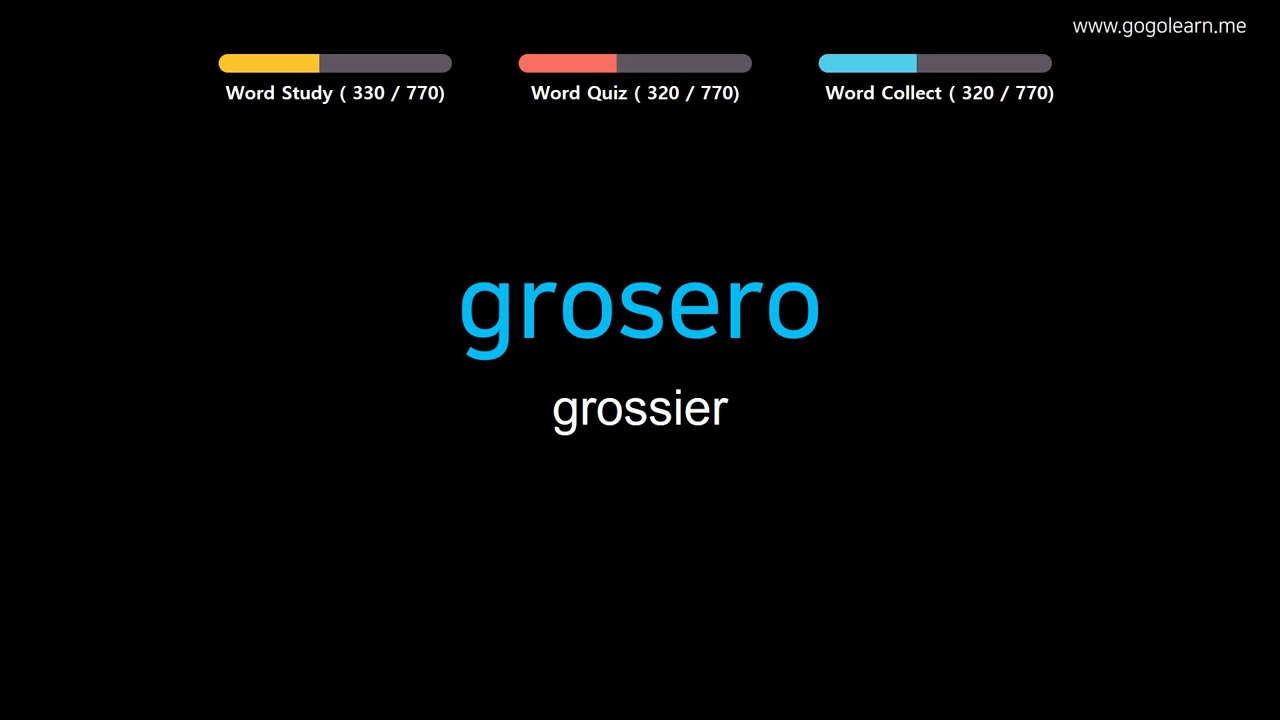 www.gogolearn.me
Word Study ( 330 / 770)
Word Quiz ( 320 / 770)
Word Collect ( 320 / 770)
grosero
grossier